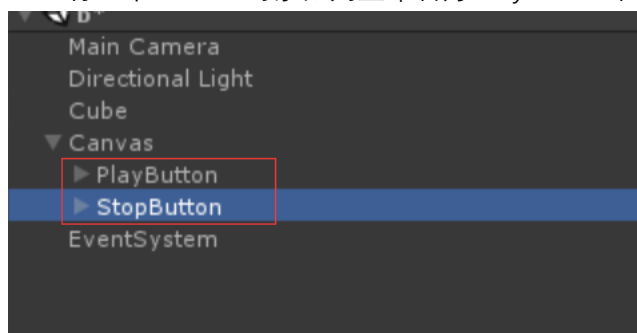 b*
Main Camera
Directional Light
Cube
Canvas
PlayButton
StopButton
EventSystem